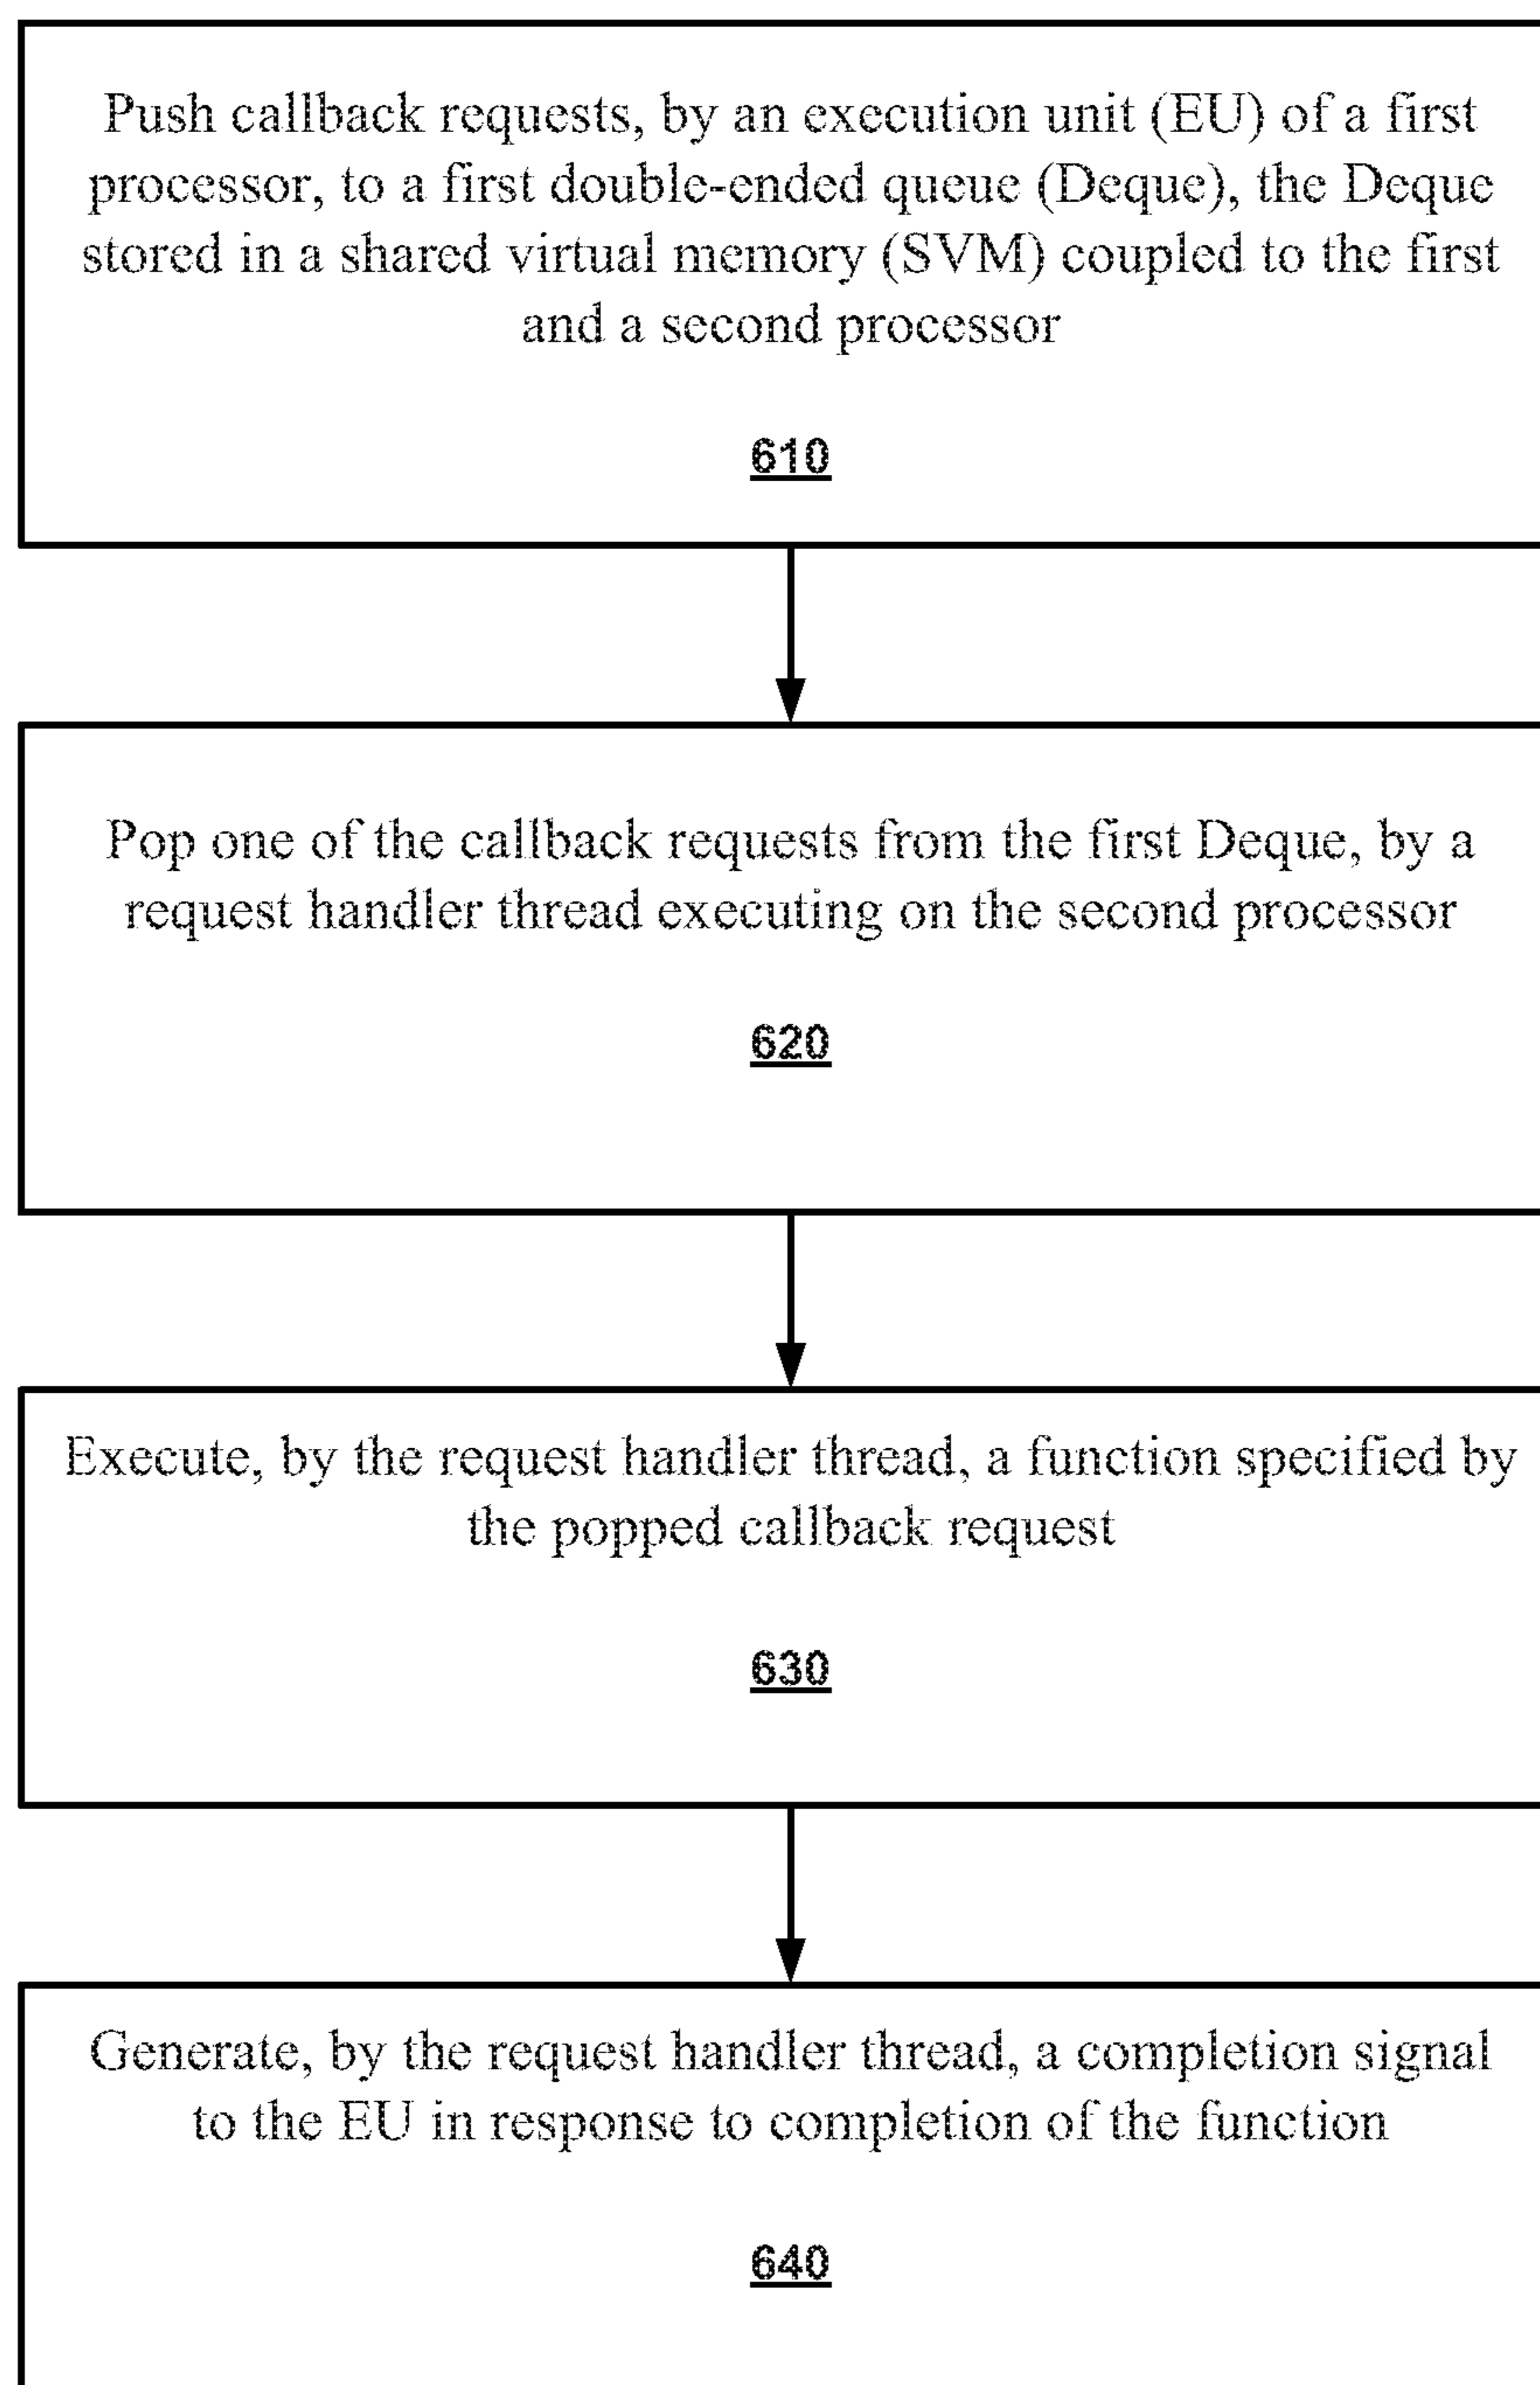 Push callback requests, by an execution unit (EU) of a first
processor, to a first double-ended queue (Deque), the Deque
stored in a shared virtual memory (SVM) coupled to the first
and a second processor
610
Pop one of the callback requests from the first Deque, by a
request handler thread executing on the second processor
620
Execute, by the request handler thread, a function specified by
the popped callback request
630
Generate, by the request handler thread, a completion signal
to the EU in response to completion of the function
640